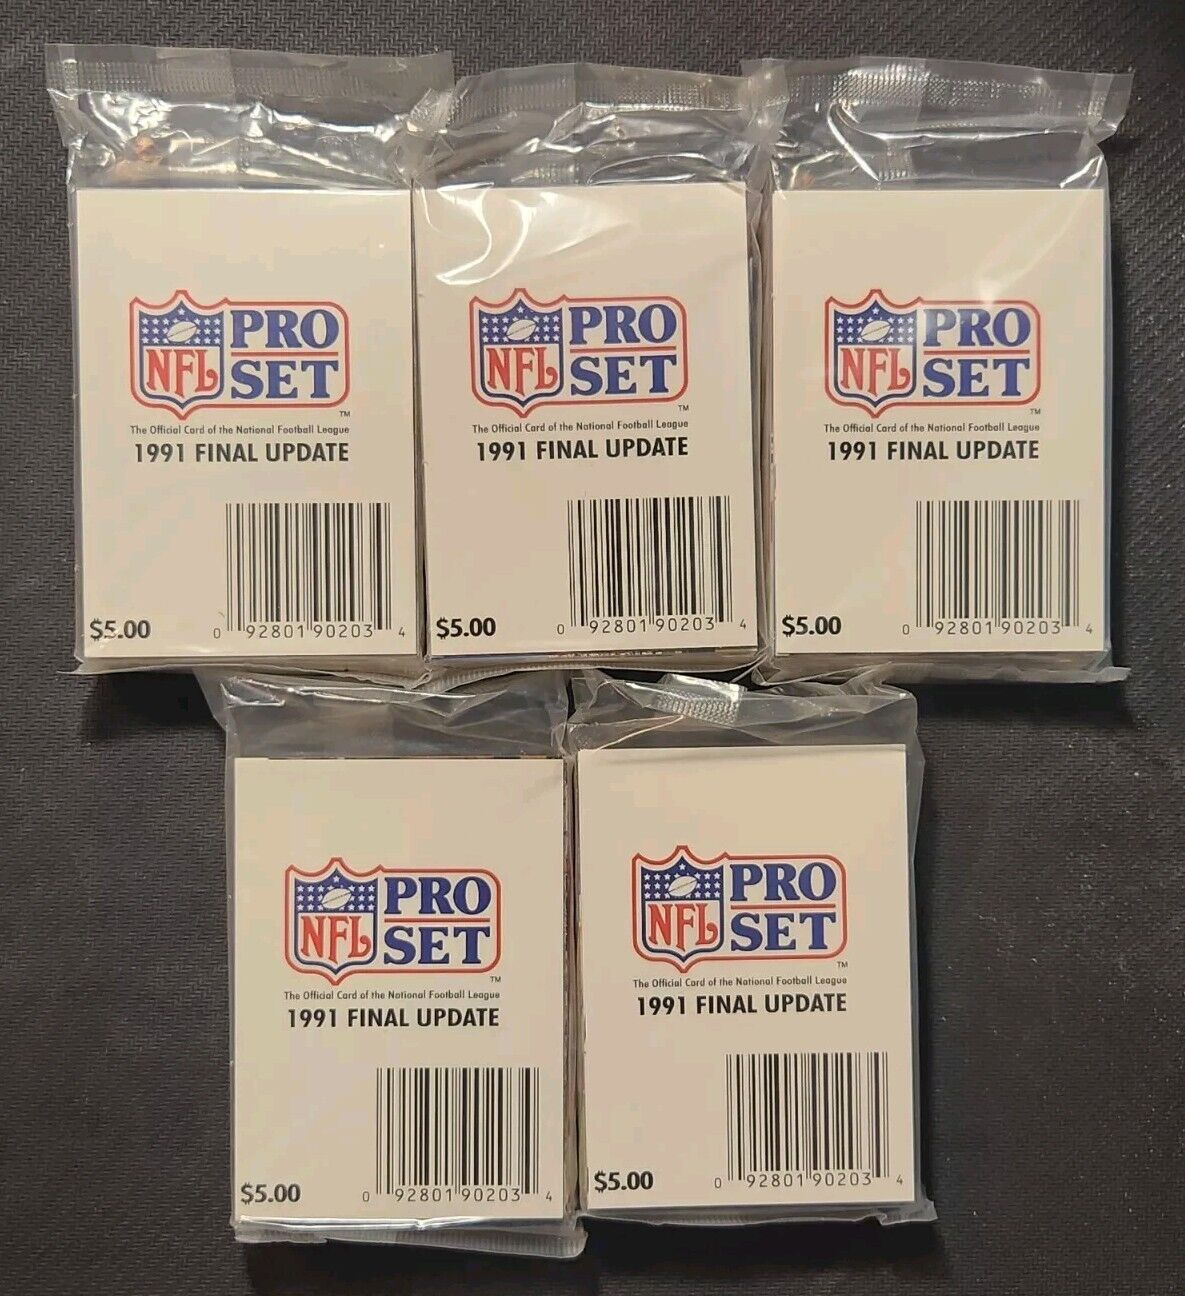 NFL PRO SET TM
The Official Card of the National Football League
1991 FINAL UPDATE
$5.00
0 92801 90203 4
NFL PRO SET TM
The Official Card of the National Football League
1991 FINAL UPDATE
$5.00
0 92801 90203 4
NFL PRO SET TM
The Official Card of the National Football League
1991 FINAL UPDATE
$5.00
0 92801 90203 4
NFL PRO SET TM
The Official Card of the National Football League
1991 FINAL UPDATE
$5.00
0 92801 90203 4
NFL PRO SET TM
The Official Card of the National Football League
1991 FINAL UPDATE
$5.00
0 92801 90203 4